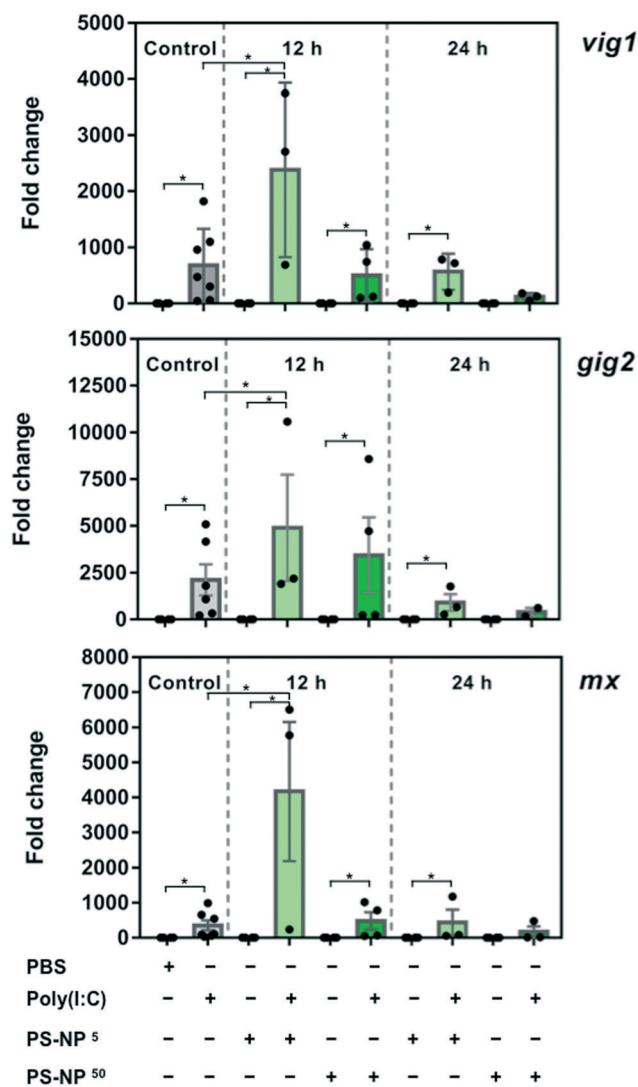 vig1
Control 12 h 24 h
Fold change
5000
4000
3000
2000
1000
0
* * * * *
gig2
Control 12 h 24 h
Fold change
15000
12500
10000
7500
5000
2500
0
* * * * *
mx
Control 12 h 24 h
Fold change
8000
7000
6000
5000
4000
3000
2000
1000
0
* * * * *
PBS + – – – – – – – – –
Poly(I:C) – + – + – + – + – +
PS-NP 5 – – + + – – + + – –
PS-NP 50 – – – – + + – – + +